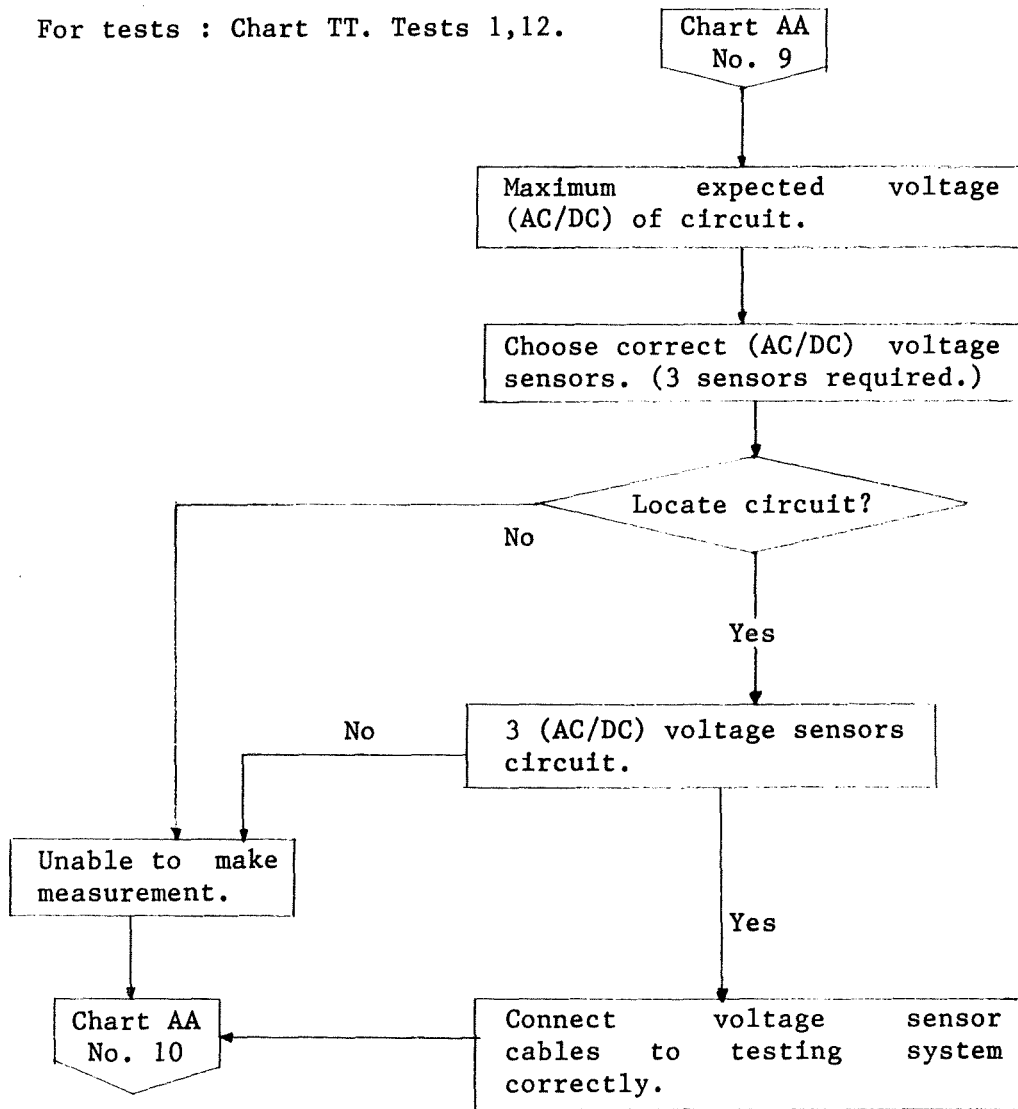 For tests : Chart TT. Tests 1,12.
Chart AA
No. 9
Maximum expected voltage
(AC/DC) of circuit.
Choose correct (AC/DC) voltage
sensors. (3 sensors required.)
Locate circuit?
No
Yes
No
3 (AC/DC) voltage sensors
circuit.
Unable to make
measurement.
Yes
Chart AA
No. 10
Connect voltage sensor
cables to testing system
correctly.